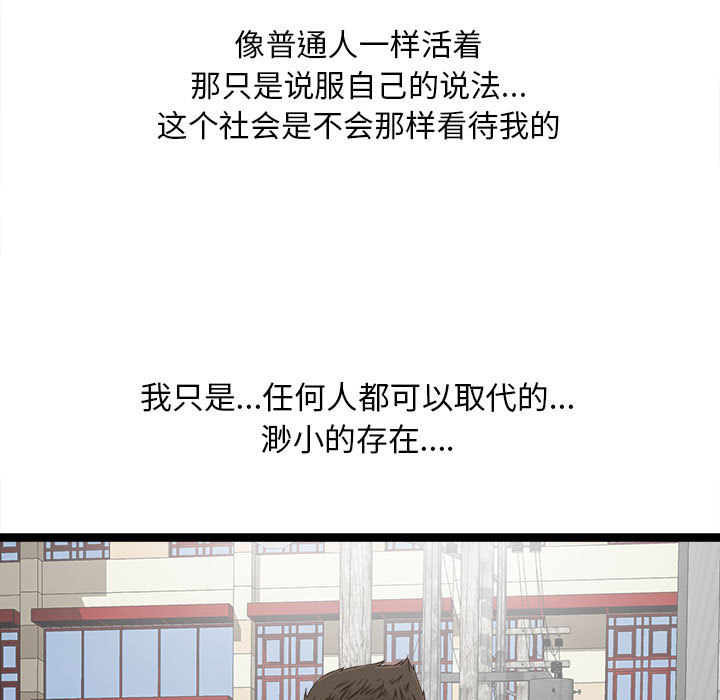 像普通人一样活着
那只是说服自己的说法...
这个社会是不会那样看待我的
我只是...任何人都可以取代的...
渺小的存在....